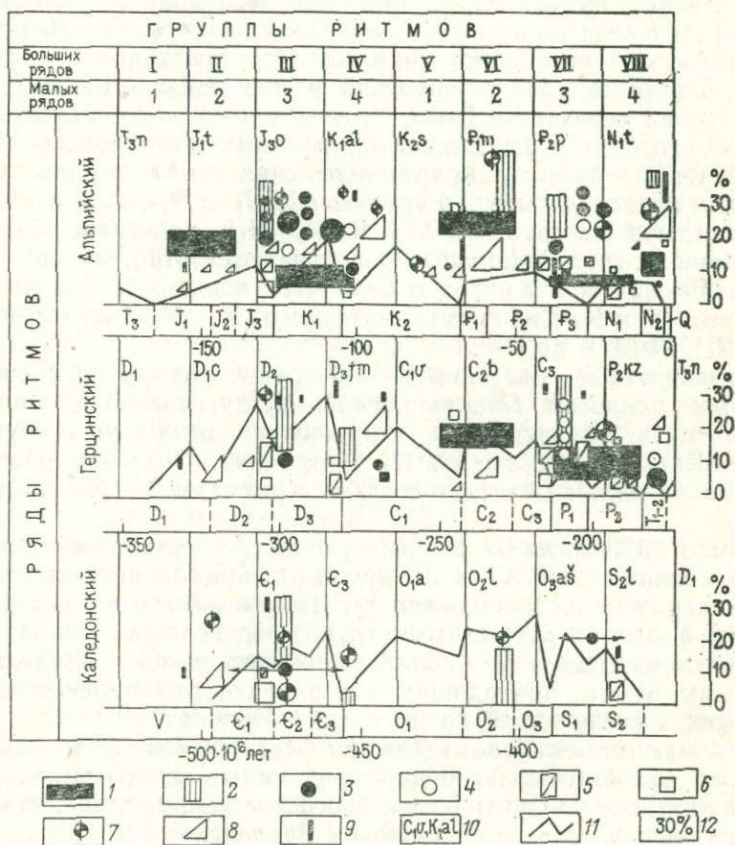 ГРУППЫ РИТМОВ
Больших рядов I II III IV V VI VII VIII
Малых рядов 1 2 3 4 1 2 3 4
РЯДЫ РИТМОВ
Альпийский
T₃n J₁t J₃o K₁al K₂s P₁m P₂p N₁t
%
30
20
10
0
T₃ J₁ J₂ J₃ K₁ K₂ P₁ P₂ P₃ N₁ N₂ Q
-150 -100 -50 0
Герцинский
D₁ D₁c D₂ D₃fm C₁v C₂b C₃ P₂kz T₃n
%
30
20
10
0
D₁ D₂ D₃ C₁ C₂ C₃ P₁ P₂ T₁₋₂
-350 -300 -250 -200
Каледонский
Є₁ Є₃ O₁a O₂L O₃aš S₂t D₁
%
30
20
10
0
V Є₁ Є₂ Є₃ O₁ O₂ O₃ S₁ S₂
-500·10⁶лет -450 -400
1 2 3 4 5 6
7 8 9 C₁v,K₁al 10 11 30% 12